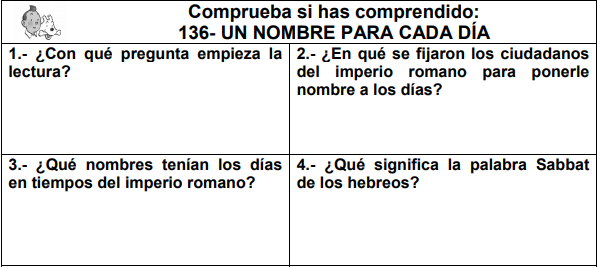 Comprueba si has comprendido:
136- UN NOMBRE PARA CADA DÍA
1.- ¿Con qué pregunta empieza la
lectura?
2.- ¿En qué se fijaron los ciudadanos
del imperio romano para ponerle
nombre a los días?
3.- ¿Qué nombres tenían los días
en tiempos del imperio romano?
4.- ¿Qué significa la palabra Sabbat
de los hebreos?